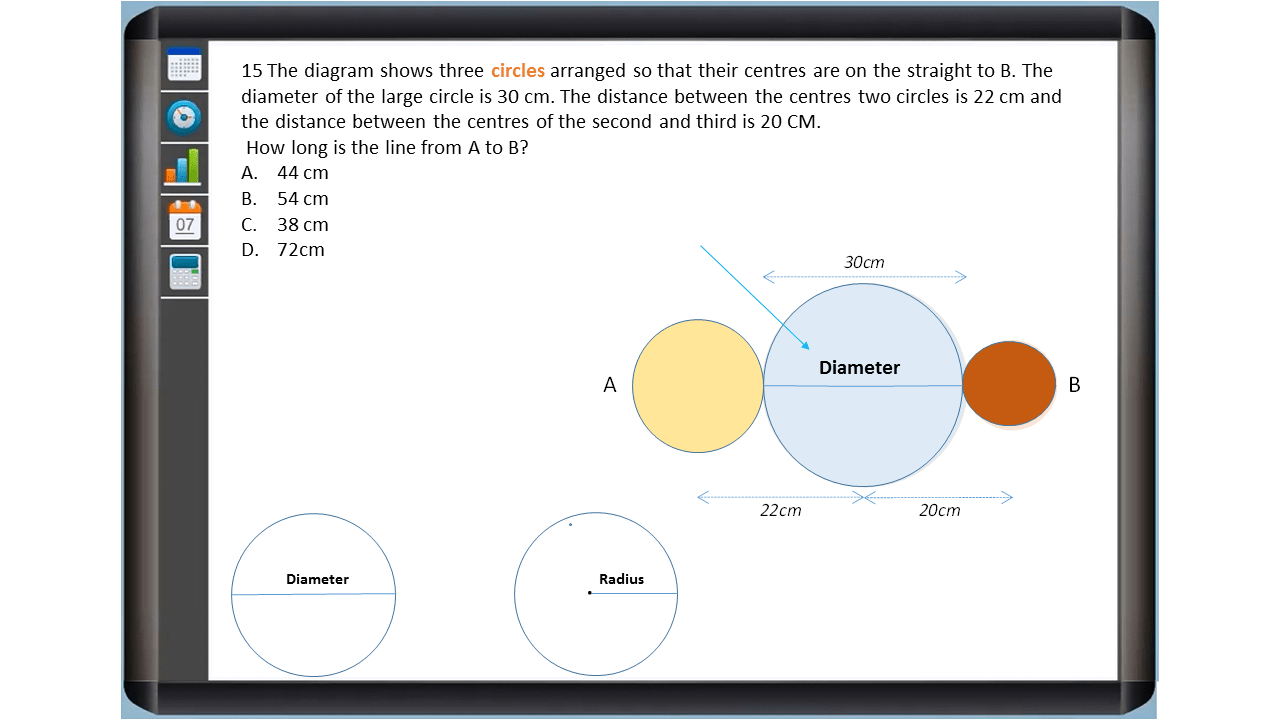 15 The diagram shows three circles arranged so that their centres are on the straight to B. The
diameter of the large circle is 30 cm. The distance between the centres two circles is 22 cm and
the distance between the centres of the second and third is 20 CM.
How long is the line from A to B?
A. 44 cm
B. 54 cm
C. 38 cm
D. 72cm
07
30cm
Diameter
A
B
22cm
20cm
Diameter
Radius